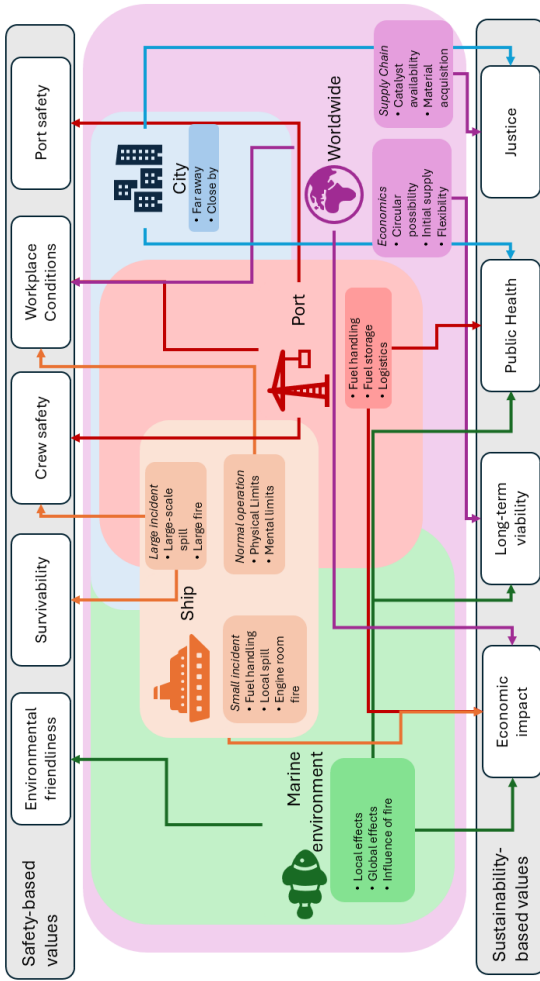 Safety-based
values
Environmental
friendliness
Survivability
Crew safety
Workplace
Conditions
Port safety
Marine
environment
• Local effects
• Global effects
• Influence of fire
Ship
Small incident
• Fuel handling
• Local spill
• Engine room
fire
Large incident
• Large-scale
spill
• Large fire
Normal operation
• Physical Limits
• Mental limits
Port
• Fuel handling
• Fuel storage
• Logistics
City
• Far away
• Close by
Worldwide
Economics
• Circular
possibility
• Initial supply
• Flexibility
Supply Chain
• Catalyst
availability
• Material
acquisition
Sustainability-
based values
Economic
impact
Long-term
viability
Public Health
Justice